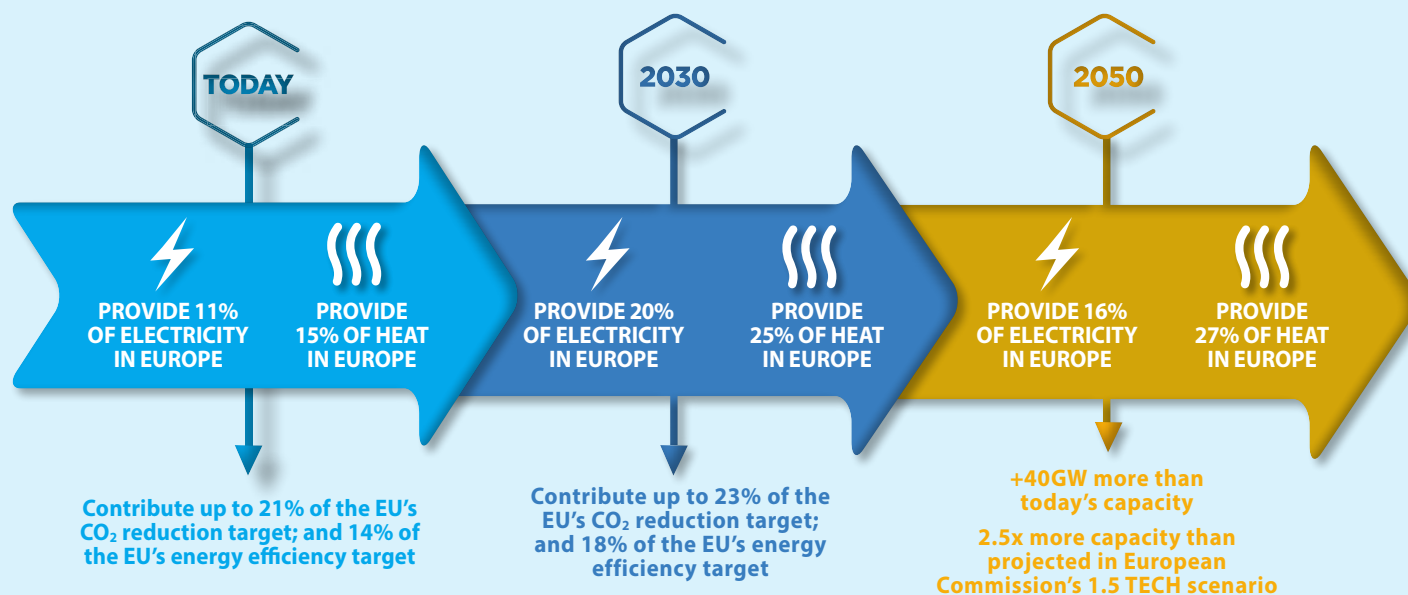 TODAY
PROVIDE 11%
OF ELECTRICITY
IN EUROPE
PROVIDE
15% OF HEAT
IN EUROPE
Contribute up to 21% of the EU's
CO₂ reduction target; and 14% of
the EU's energy efficiency target
2030
PROVIDE 20%
OF ELECTRICITY
IN EUROPE
PROVIDE
25% OF HEAT
IN EUROPE
Contribute up to 23% of the
EU's CO₂ reduction target;
and 18% of the EU's energy
efficiency target
2050
PROVIDE 16%
OF ELECTRICITY
IN EUROPE
PROVIDE
27% OF HEAT
IN EUROPE
+40GW more than
today's capacity
2.5x more capacity than
projected in European
Commission's 1.5 TECH scenario